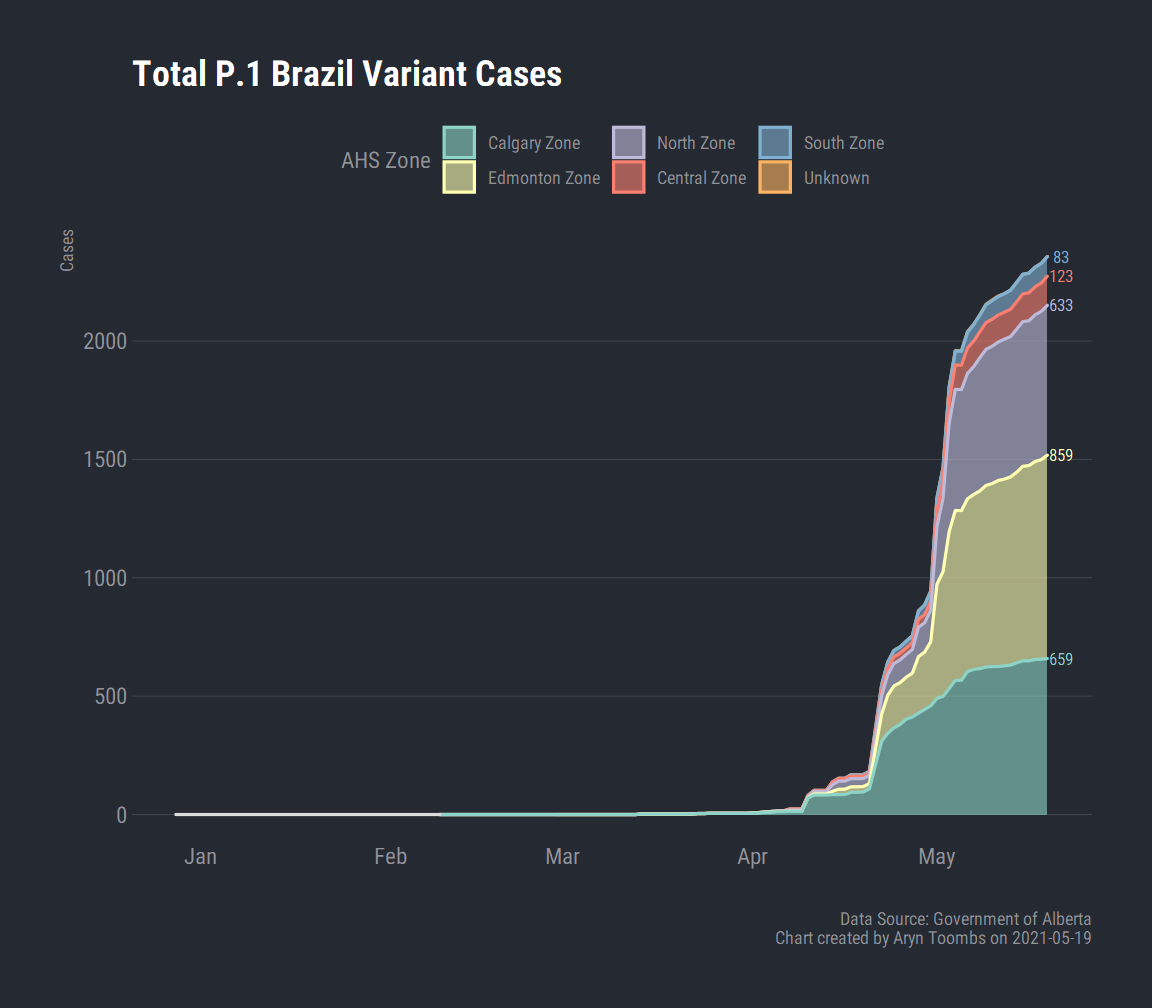 Total P.1 Brazil Variant Cases
AHS Zone
Calgary Zone North Zone South Zone
Edmonton Zone Central Zone Unknown
Cases
83
123
633
2000
1500
859
1000
659
500
0
Jan Feb Mar Apr May
Data Source: Government of Alberta
Chart created by Aryn Toombs on 2021-05-19